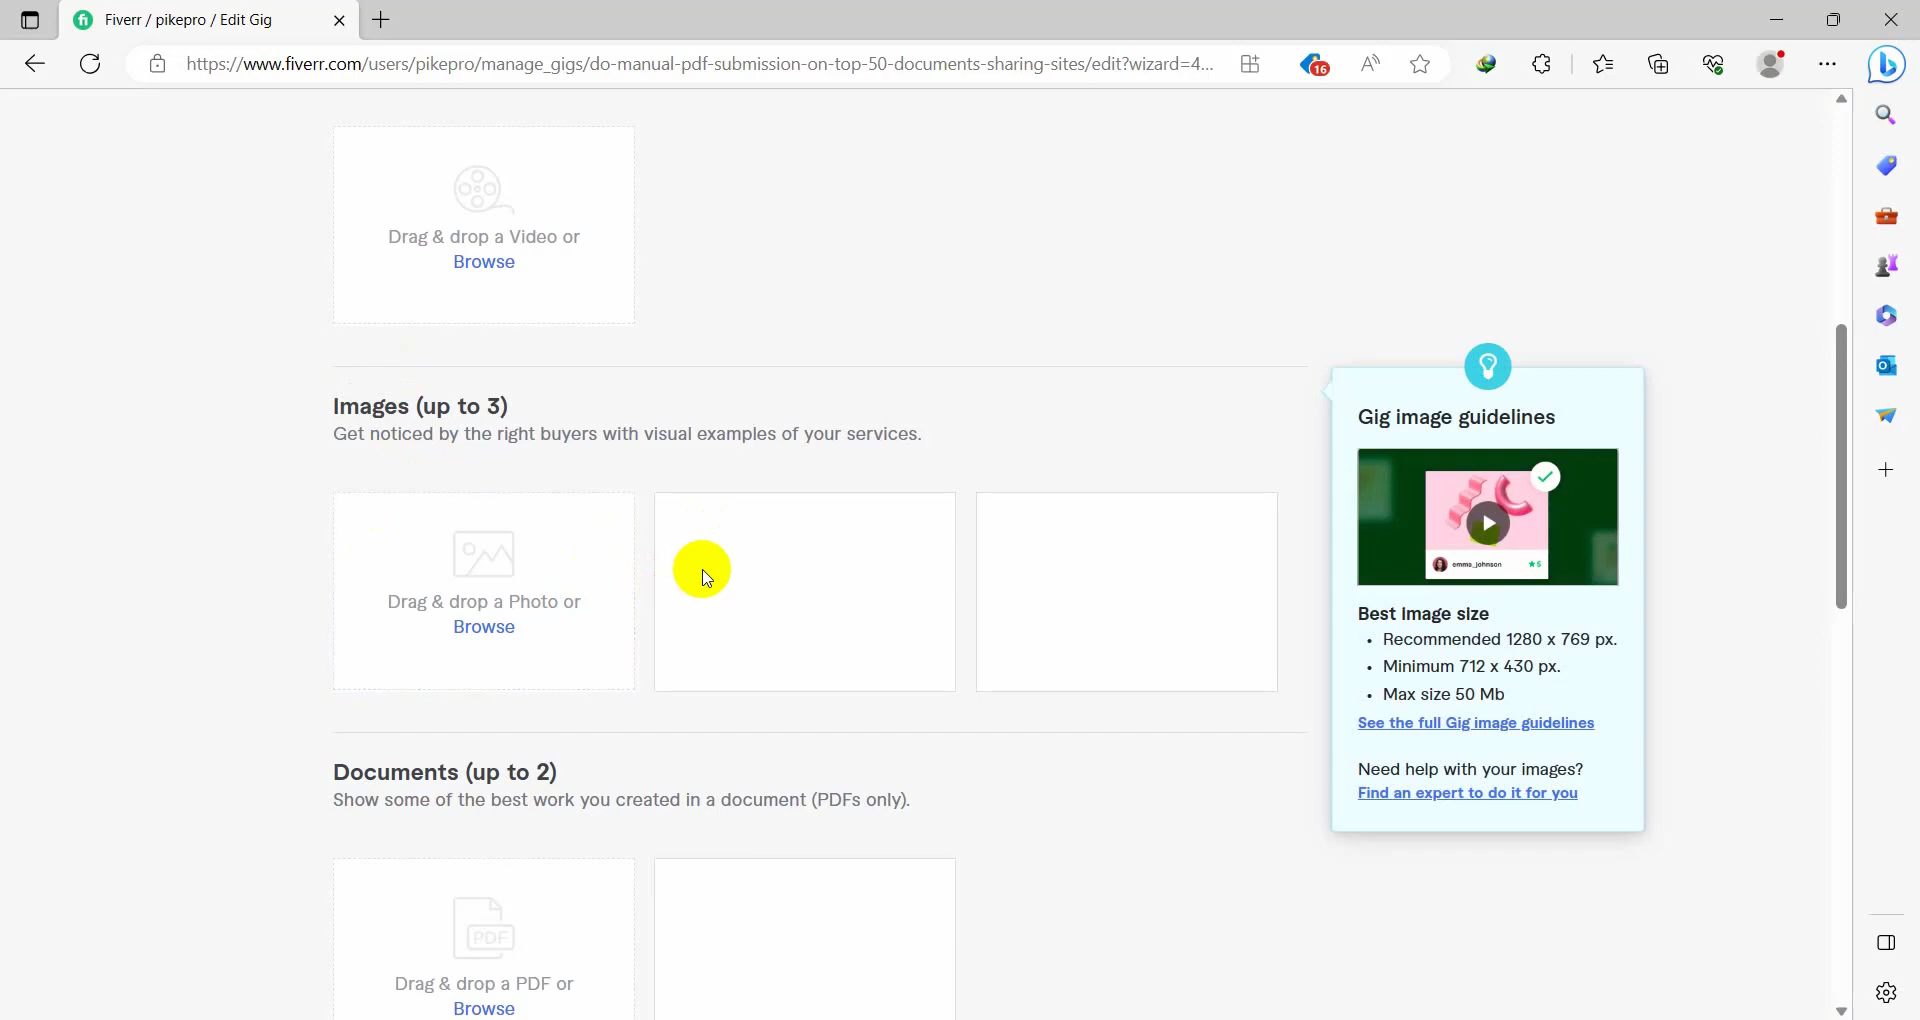 Fiverr / pikepro / Edit Gig
https://www.fiverr.com/users/pikepro/manage_gigs/do-manual-pdf-submission-on-top-50-documents-sharing-sites/edit?wizard=4...
16
Drag & drop a Video or
Browse
Images (up to 3)
Get noticed by the right buyers with visual examples of your services.
Drag & drop a Photo or
Browse
Documents (up to 2)
Show some of the best work you created in a document (PDFs only).
PDF
Drag & drop a PDF or
Browse
Gig image guidelines
emma_johnson
★5
Best image size
• Recommended 1280 x 769 px.
• Minimum 712 x 430 px.
• Max size 50 Mb
See the full Gig image guidelines
Need help with your images?
Find an expert to do it for you